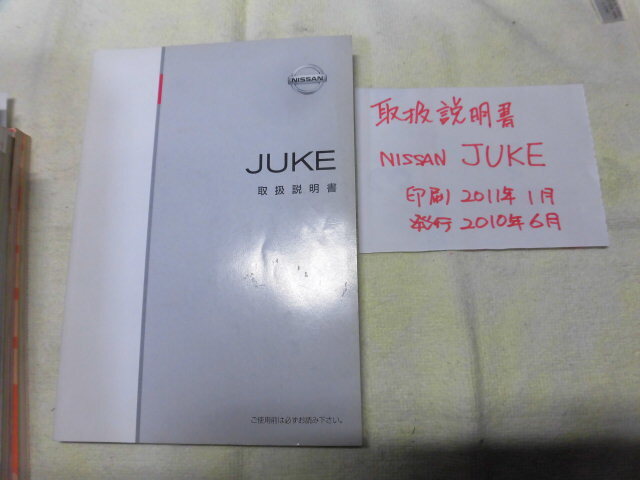 NISSAN
JUKE
取扱説明書
ご使用前は必ずお読み下さい。
取扱説明書
NISSAN JUKE
印刷 2011年1月
発行 2010年6月